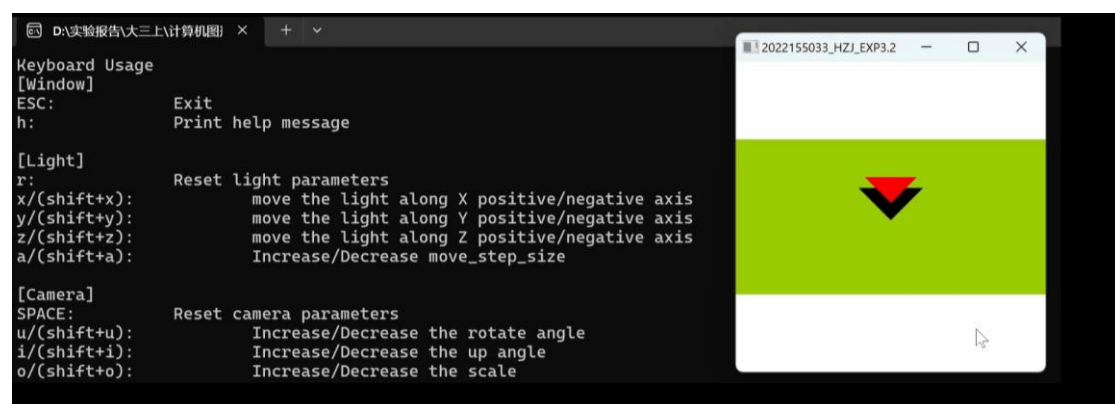 D:\实验报告\大三上\计算机图形
2022155033_HZJ_EXP3.2
Keyboard Usage
[Window]
ESC: Exit
h: Print help message
[Light]
r: Reset light parameters
x/(shift+x): move the light along X positive/negative axis
y/(shift+y): move the light along Y positive/negative axis
z/(shift+z): move the light along Z positive/negative axis
a/(shift+a): Increase/Decrease move_step_size
[Camera]
SPACE: Reset camera parameters
u/(shift+u): Increase/Decrease the rotate angle
i/(shift+i): Increase/Decrease the up angle
o/(shift+o): Increase/Decrease the scale